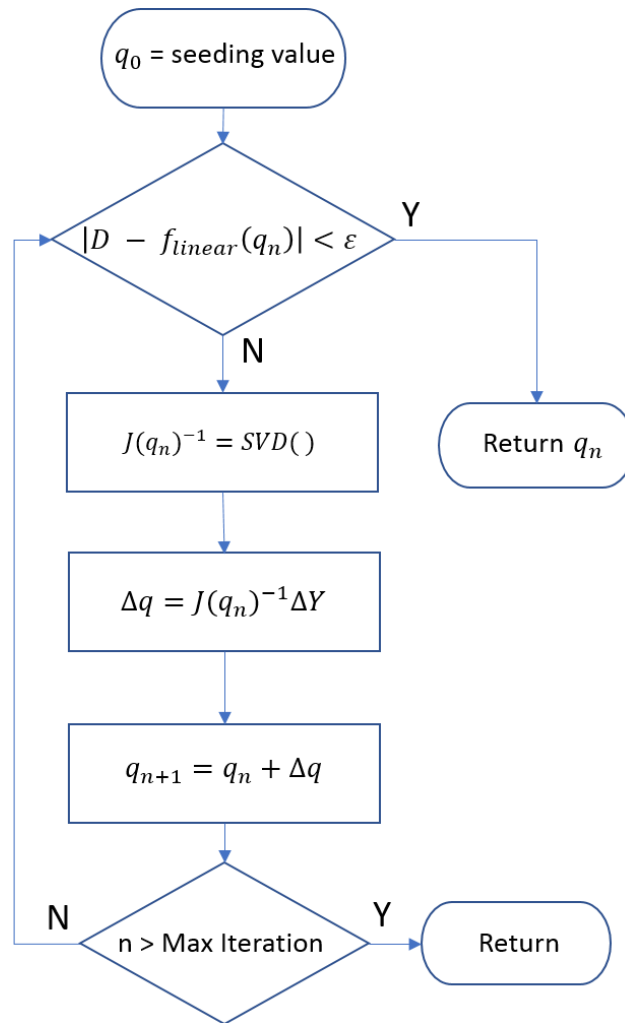 q₀ = seeding value
|D − f_linear(qₙ)| < ε
Y
N
J(qₙ)⁻¹ = SVD( )
Return qₙ
Δq = J(qₙ)⁻¹ΔY
qₙ₊₁ = qₙ + Δq
N
n > Max Iteration
Y
Return